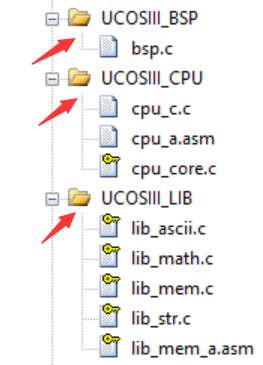 UCOSIII_BSP
bsp.c
UCOSIII_CPU
cpu_c.c
cpu_a.asm
cpu_core.c
UCOSIII_LIB
lib_ascii.c
lib_math.c
lib_mem.c
lib_str.c
lib_mem_a.asm